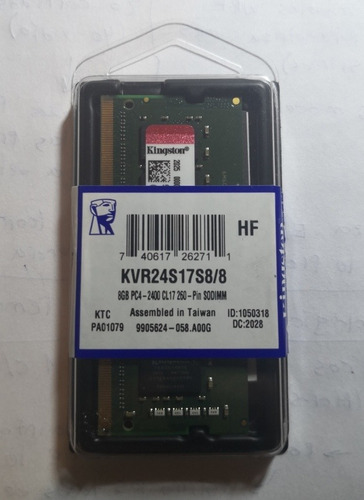 Kingston
HF
7 40617 26271 1
KVR24S17S8/8
8GB PC4-2400 CL17 260-Pin SODIMM
KTC Assembled in Taiwan ID:1050318
PA01079 9905624-058.A00G DC:2028